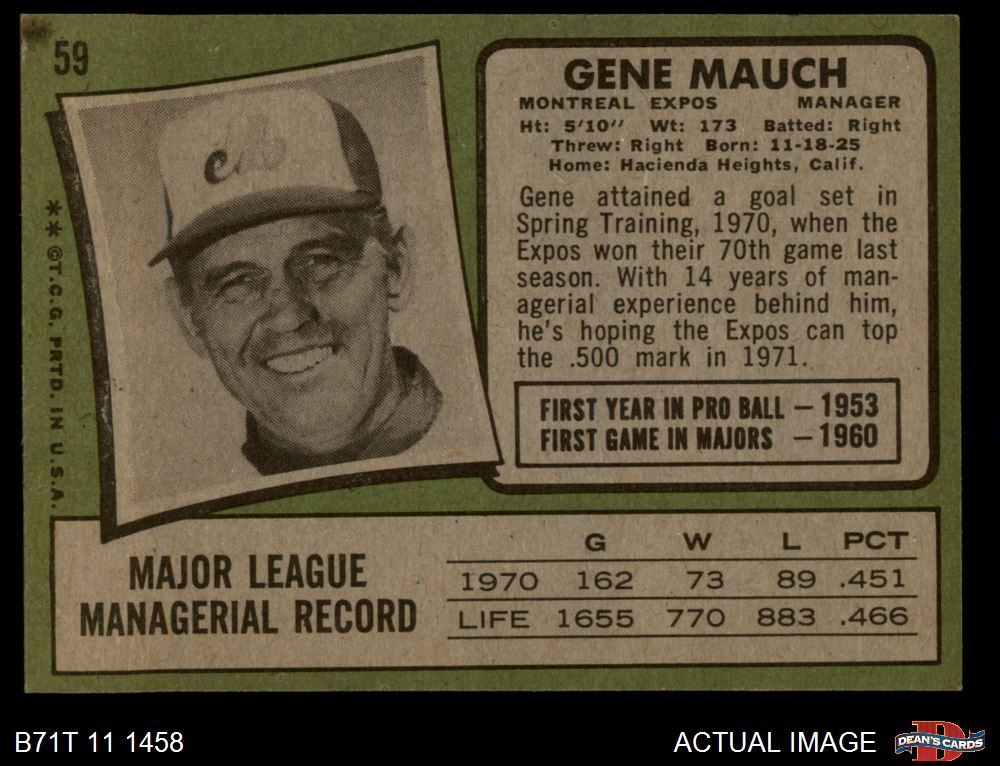 59
** ©T.C.G. PRTD. IN U.S.A.
GENE MAUCH
MONTREAL EXPOS MANAGER
Ht: 5'10" Wt: 173 Batted: Right
Threw: Right Born: 11-18-25
Home: Hacienda Heights, Calif.
Gene attained a goal set in
Spring Training, 1970, when the
Expos won their 70th game last
season. With 14 years of man-
agerial experience behind him,
he's hoping the Expos can top
the .500 mark in 1971.
FIRST YEAR IN PRO BALL – 1953
FIRST GAME IN MAJORS – 1960
MAJOR LEAGUE
MANAGERIAL RECORD
G W L PCT
1970 162 73 89 .451
LIFE 1655 770 883 .466
B71T 11 1458
ACTUAL IMAGE
DEAN'S CARDS